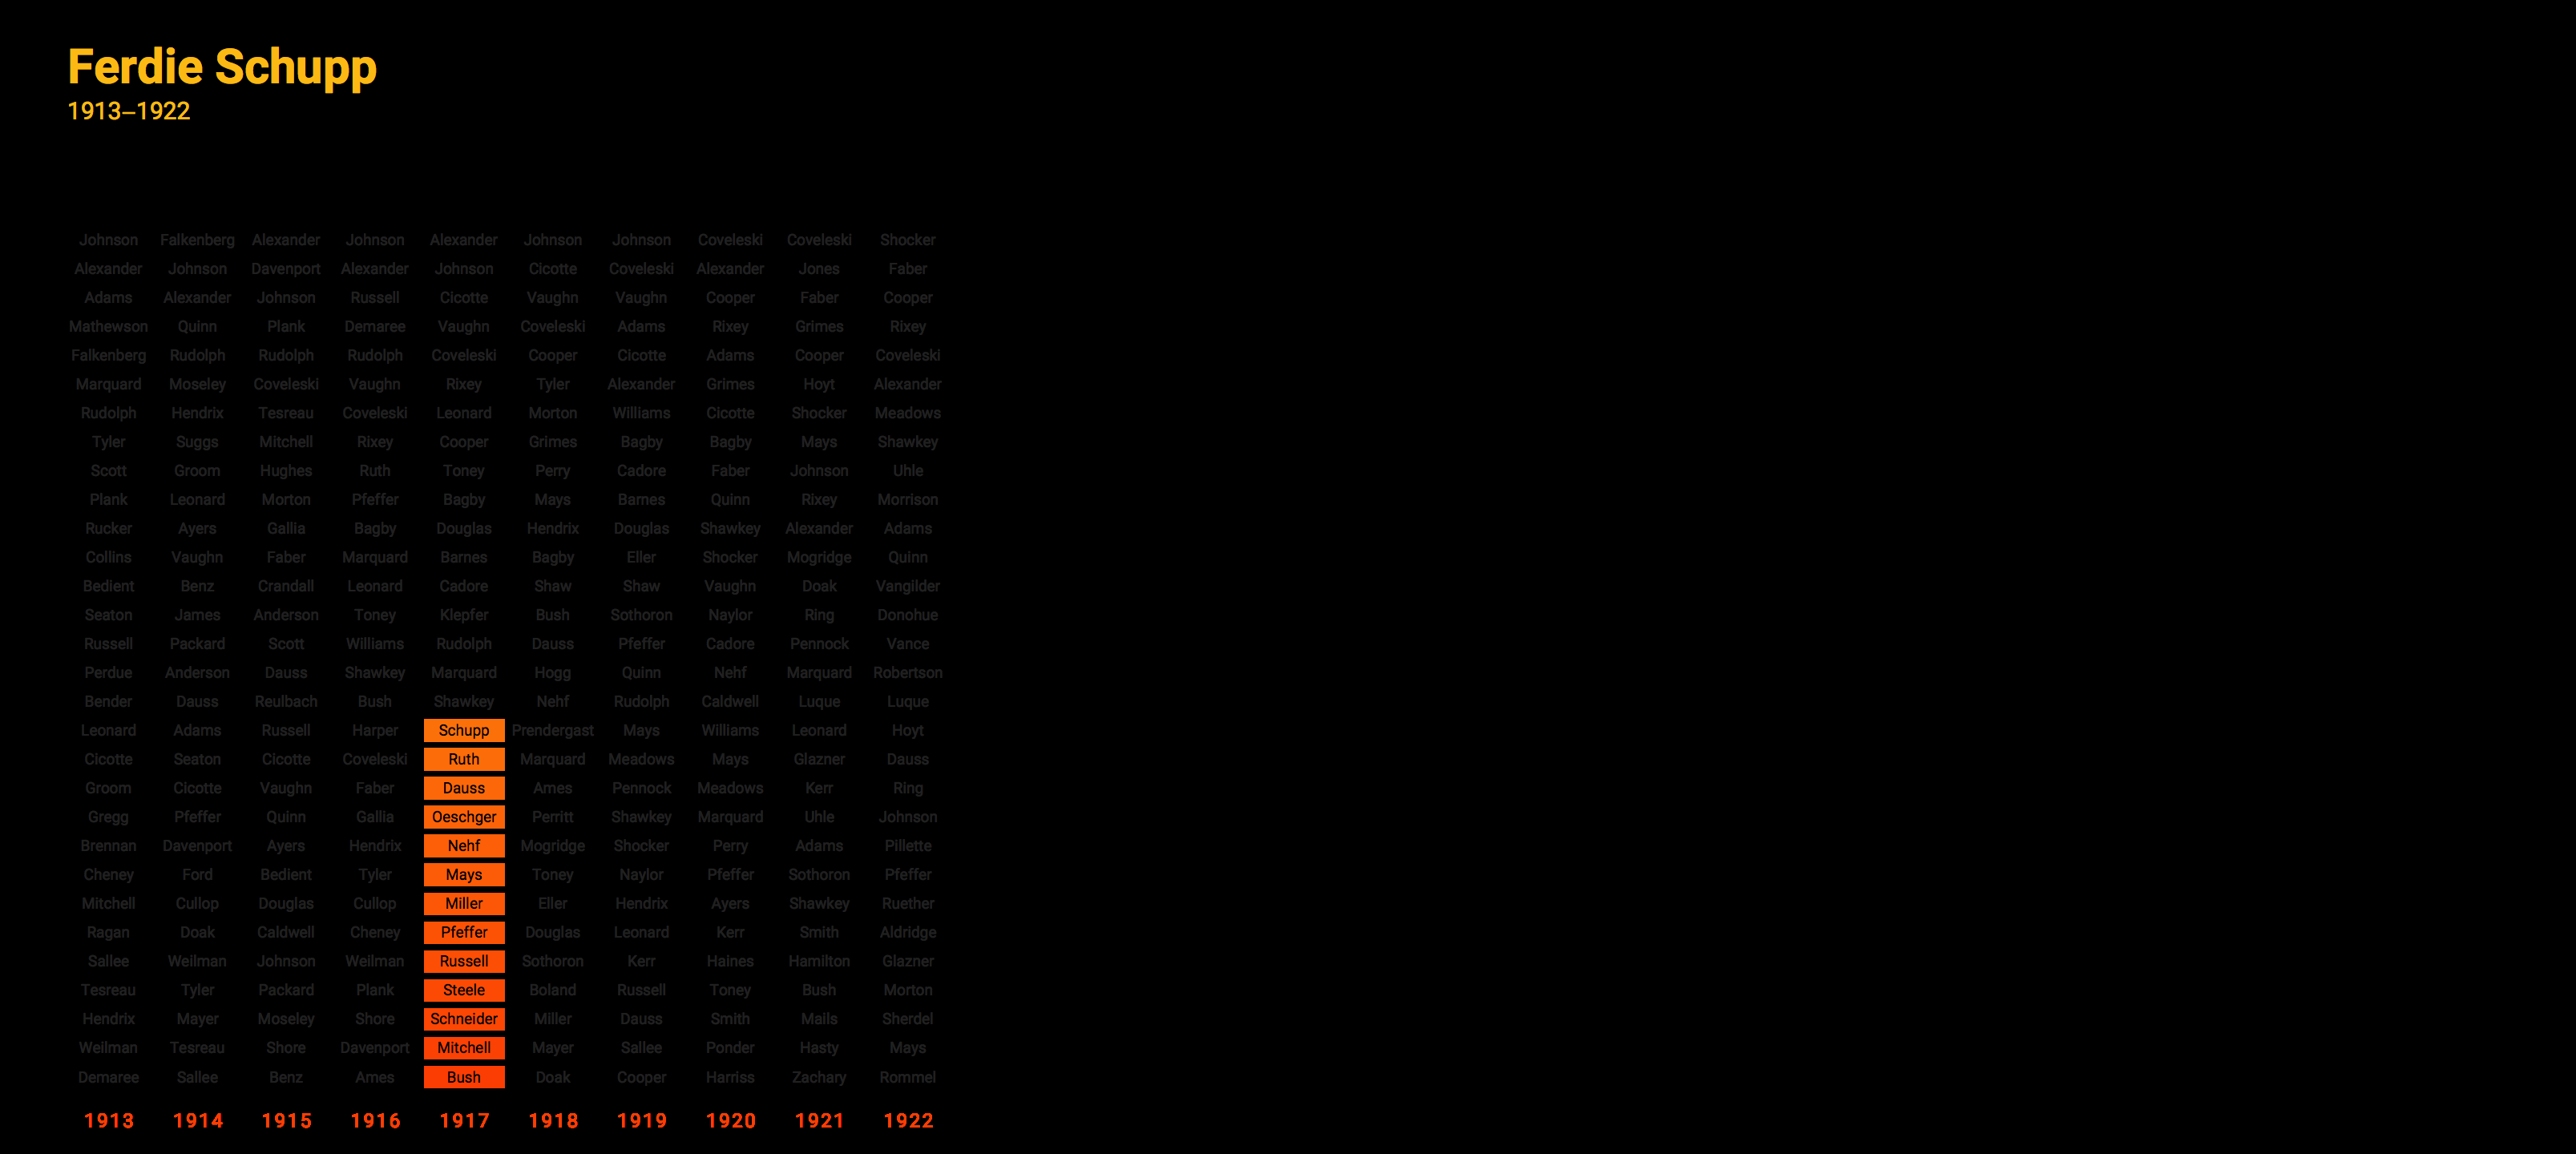 Ferdie Schupp
1913–1922
Johnson Falkenberg Alexander Johnson Alexander Johnson Johnson Coveleski Coveleski Shocker
Alexander Johnson Davenport Alexander Johnson Cicotte Coveleski Alexander Jones Faber
Adams Alexander Johnson Russell Cicotte Vaughn Vaughn Cooper Faber Cooper
Mathewson Quinn Plank Demaree Vaughn Coveleski Adams Rixey Grimes Rixey
Falkenberg Rudolph Rudolph Rudolph Coveleski Cooper Cicotte Adams Cooper Coveleski
Marquard Moseley Coveleski Vaughn Rixey Tyler Alexander Grimes Hoyt Alexander
Rudolph Hendrix Tesreau Coveleski Leonard Morton Williams Cicotte Shocker Meadows
Tyler Suggs Mitchell Rixey Cooper Grimes Bagby Bagby Mays Shawkey
Scott Groom Hughes Ruth Toney Perry Cadore Faber Johnson Uhle
Plank Leonard Morton Pfeffer Bagby Mays Barnes Quinn Rixey Morrison
Rucker Ayers Gallia Bagby Douglas Hendrix Douglas Shawkey Alexander Adams
Collins Vaughn Faber Marquard Barnes Bagby Eller Shocker Mogridge Quinn
Bedient Benz Crandall Leonard Cadore Shaw Shaw Vaughn Doak Vangilder
Seaton James Anderson Toney Klepfer Bush Sothoron Naylor Ring Donohue
Russell Packard Scott Williams Rudolph Dauss Pfeffer Cadore Pennock Vance
Perdue Anderson Dauss Shawkey Marquard Hogg Quinn Nehf Marquard Robertson
Bender Dauss Reulbach Bush Shawkey Nehf Rudolph Caldwell Luque Luque
Leonard Adams Russell Harper Schupp Prendergast Mays Williams Leonard Hoyt
Cicotte Seaton Cicotte Coveleski Ruth Marquard Meadows Mays Glazner Dauss
Groom Cicotte Vaughn Faber Dauss Ames Pennock Meadows Kerr Ring
Gregg Pfeffer Quinn Gallia Oeschger Perritt Shawkey Marquard Uhle Johnson
Brennan Davenport Ayers Hendrix Nehf Mogridge Shocker Perry Adams Pillette
Cheney Ford Bedient Tyler Mays Toney Naylor Pfeffer Sothoron Pfeffer
Mitchell Cullop Douglas Cullop Miller Eller Hendrix Ayers Shawkey Ruether
Ragan Doak Caldwell Cheney Pfeffer Douglas Leonard Kerr Smith Aldridge
Sallee Weilman Johnson Weilman Russell Sothoron Kerr Haines Hamilton Glazner
Tesreau Tyler Packard Plank Steele Boland Russell Toney Bush Morton
Hendrix Mayer Moseley Shore Schneider Miller Dauss Smith Mails Sherdel
Weilman Tesreau Shore Davenport Mitchell Mayer Sallee Ponder Hasty Mays
Demaree Sallee Benz Ames Bush Doak Cooper Harriss Zachary Rommel
1913 1914 1915 1916 1917 1918 1919 1920 1921 1922